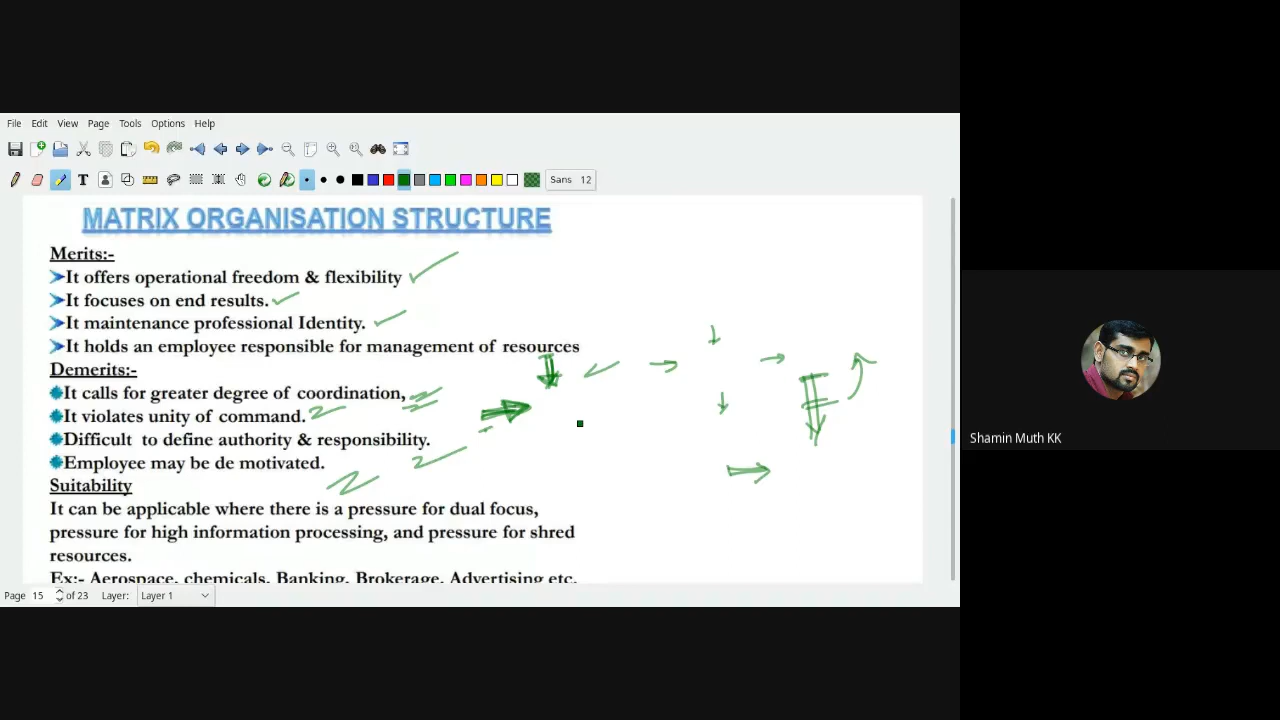 File Edit View Page Tools Options Help
Sans 12
MATRIX ORGANISATION STRUCTURE
Merits:-
It offers operational freedom & flexibility
It focuses on end results.
It maintenance professional Identity.
It holds an employee responsible for management of resources
Demerits:-
It calls for greater degree of coordination,
It violates unity of command.
Difficult to define authority & responsibility.
Employee may be de motivated.
Suitability
It can be applicable where there is a pressure for dual focus,
pressure for high information processing, and pressure for shred
resources.
Ex:- Aerospace, chemicals, Banking, Brokerage, Advertising etc.
Page 15 of 23 Layer: Layer 1
Shamin Muth KK